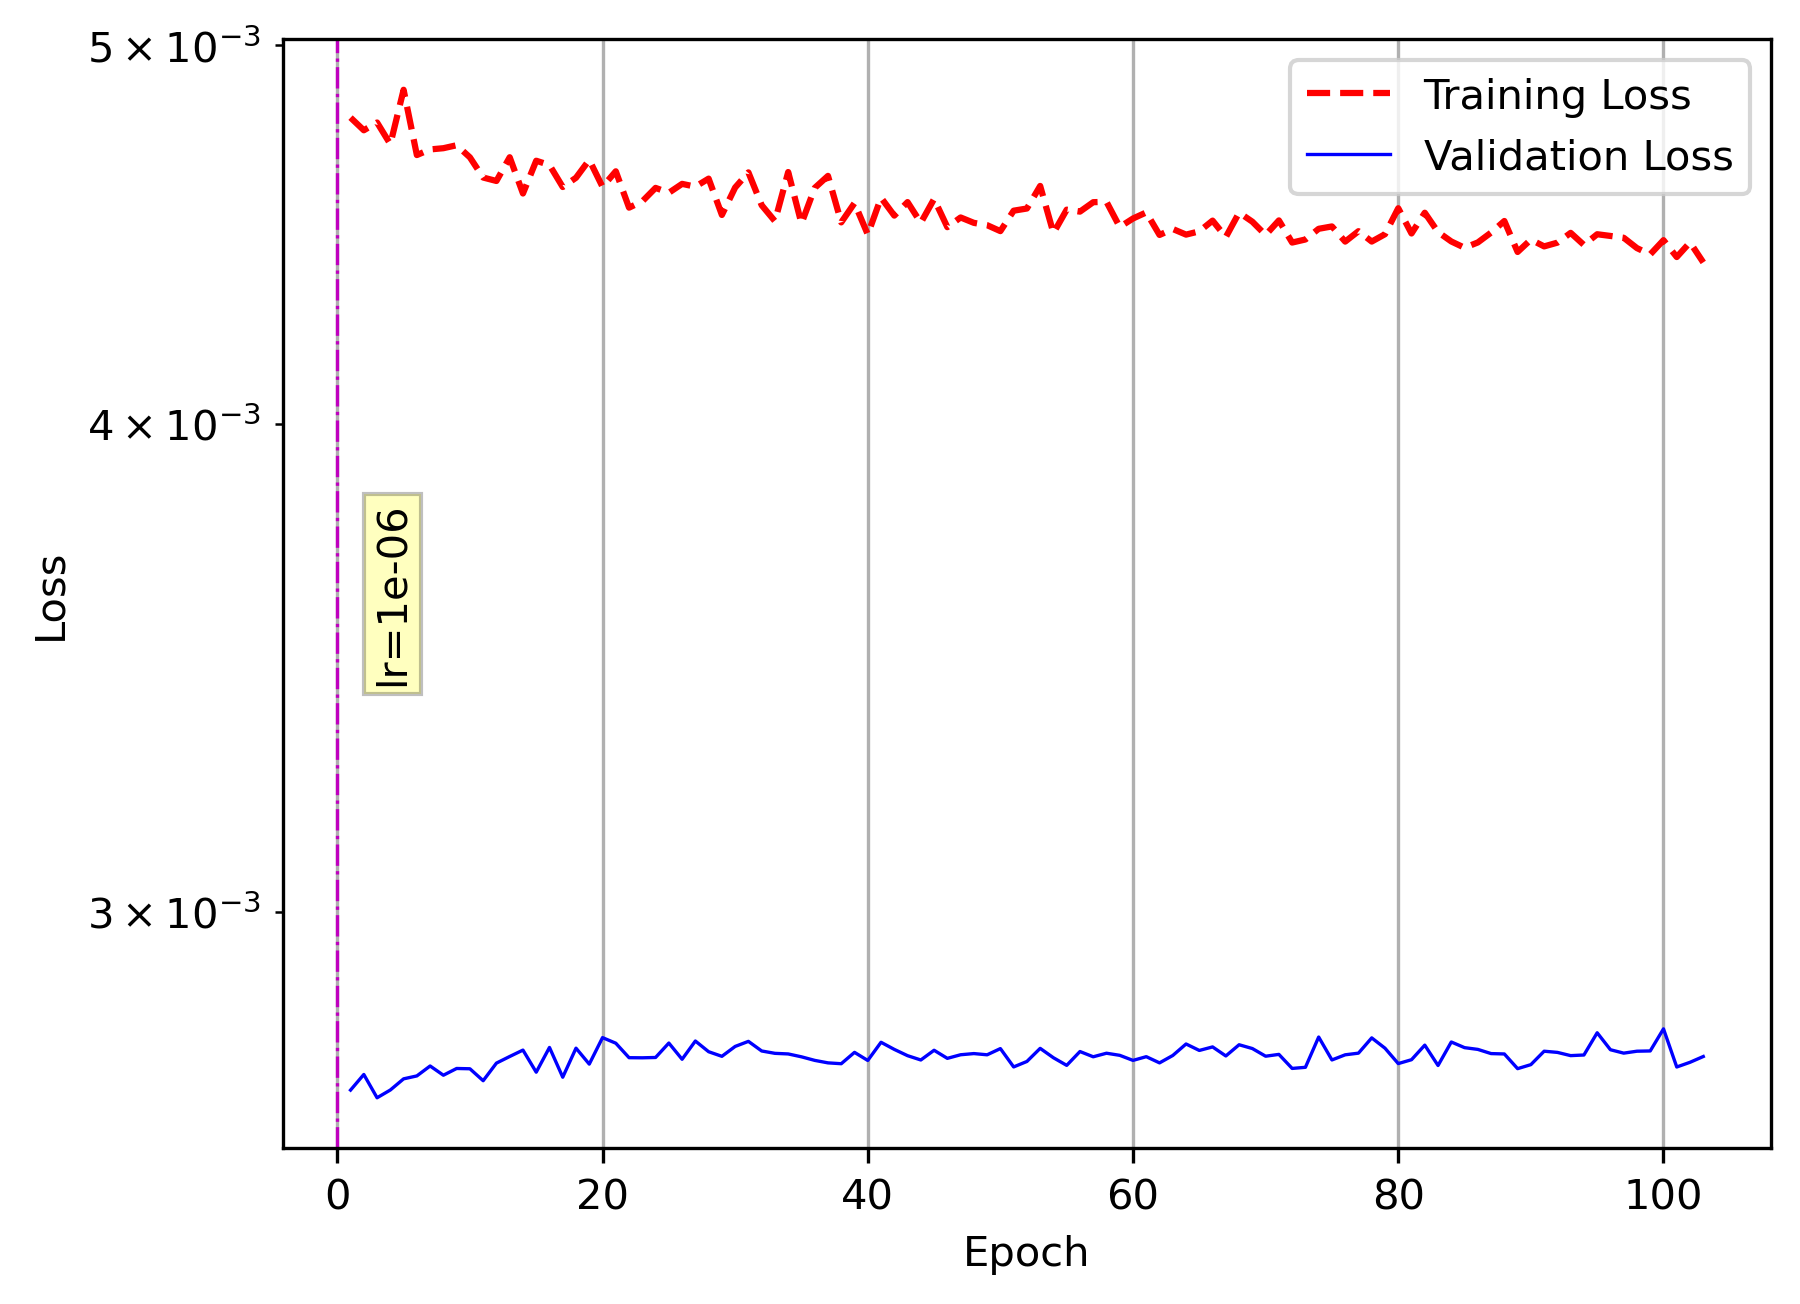 5 × 10⁻³
4 × 10⁻³
3 × 10⁻³
Loss
Training Loss
Validation Loss
lr=1e-06
0 20 40 60 80 100
Epoch